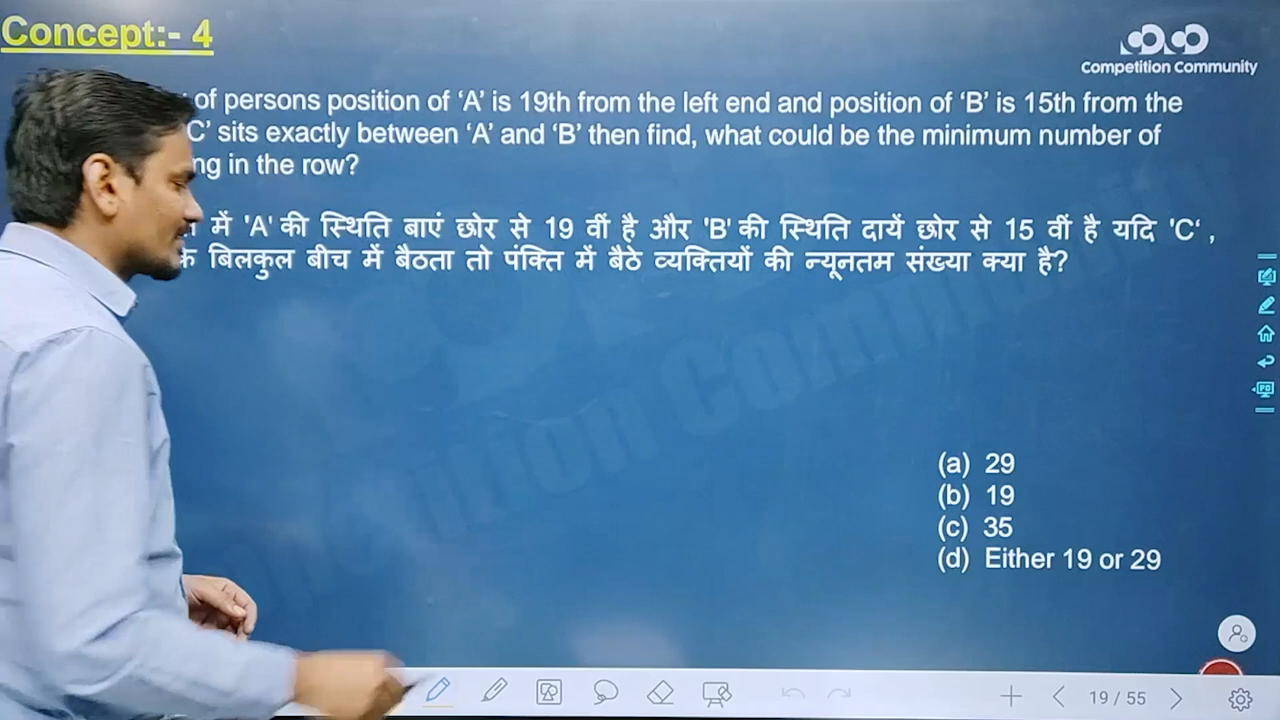 Concept:- 4
Competition Community
of persons position of ‘A’ is 19th from the left end and position of ‘B’ is 15th from the
C’ sits exactly between ‘A’ and ‘B’ then find, what could be the minimum number of
in the row?
में 'A' की स्थिति बाएं छोर से 19 वीं है और 'B' की स्थिति दायें छोर से 15 वीं है यदि 'C‘ ,
बिलकुल बीच में बैठता तो पंक्ति में बैठे व्यक्तियों की न्यूनतम संख्या क्या है?
(a) 29
(b) 19
(c) 35
(d) Either 19 or 29
19 / 55